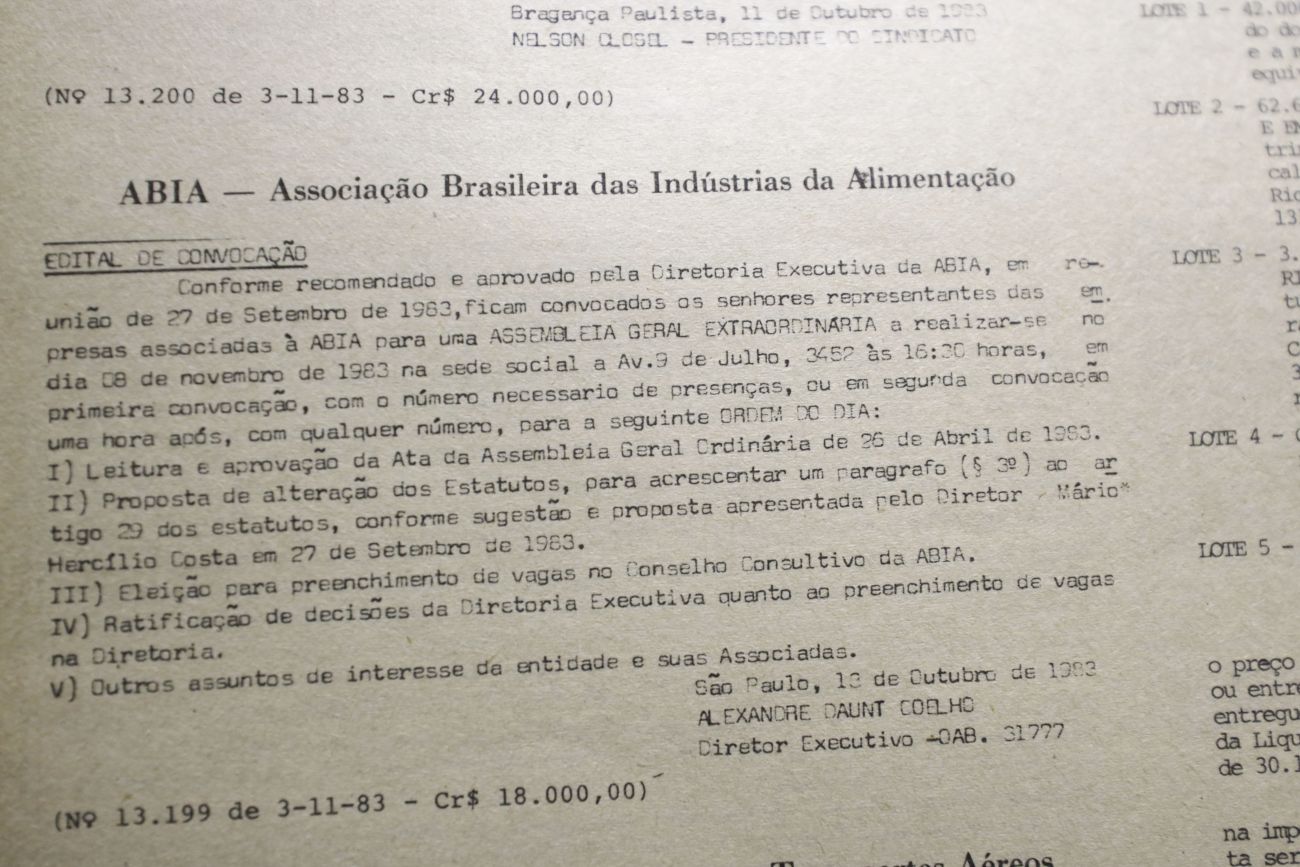 Bragança Paulista, 11 de Outubro de 1983
NELSON CLOSEL - PRESIDENTE DO SINDICATO
(Nº 13.200 de 3-11-83 - Cr$ 24.000,00)
ABIA — Associação Brasileira das Indústrias da Alimentação
EDITAL DE CONVOCAÇÃO
Conforme recomendado e aprovado pela Diretoria Executiva da ABIA, em re-
união de 27 de Setembro de 1983,ficam convocados os senhores representantes das em
presas associadas à ABIA para uma ASSEMBLEIA GERAL EXTRAORDINÁRIA a realizar-se no
dia 08 de novembro de 1983 na sede social a Av.9 de Julho, 3452 às 16:30 horas, em
primeira convocação, com o número necessario de presenças, ou em segunda convocação
uma hora após, com qualquer número, para a seguinte ORDEM DO DIA:
I) Leitura e aprovação da Ata da Assembleia Geral Ordinária de 26 de Abril de 1983.
II) Proposta de alteração dos Estatutos, para acrescentar um paragrafo (§ 3º) ao ar
tigo 29 dos estatutos, conforme sugestão e proposta apresentada pelo Diretor Mário
Hercílio Costa em 27 de Setembro de 1983.
III) Eleição para preenchimento de vagas no Conselho Consultivo da ABIA.
IV) Ratificação de decisões da Diretoria Executiva quanto ao preenchimento de vagas
na Diretoria.
V) Outros assuntos de interesse da entidade e suas Associadas.
São Paulo, 13 de Outubro de 1983
ALEXANDRE DAUNT COELHO
Diretor Executivo -OAB. 31777
(Nº 13.199 de 3-11-83 - Cr$ 18.000,00)
Aéreos
LOTE 1 - 42.00
do do
e a
equi
LOTE 2 - 62.6
E EN
tri
cal
Rio
13
LOTE 3 - 3.
LOTE 4 -
LOTE 5 -
o preço
ou entre
entregu
da Liqu
de 30.1
na imp
ta ser